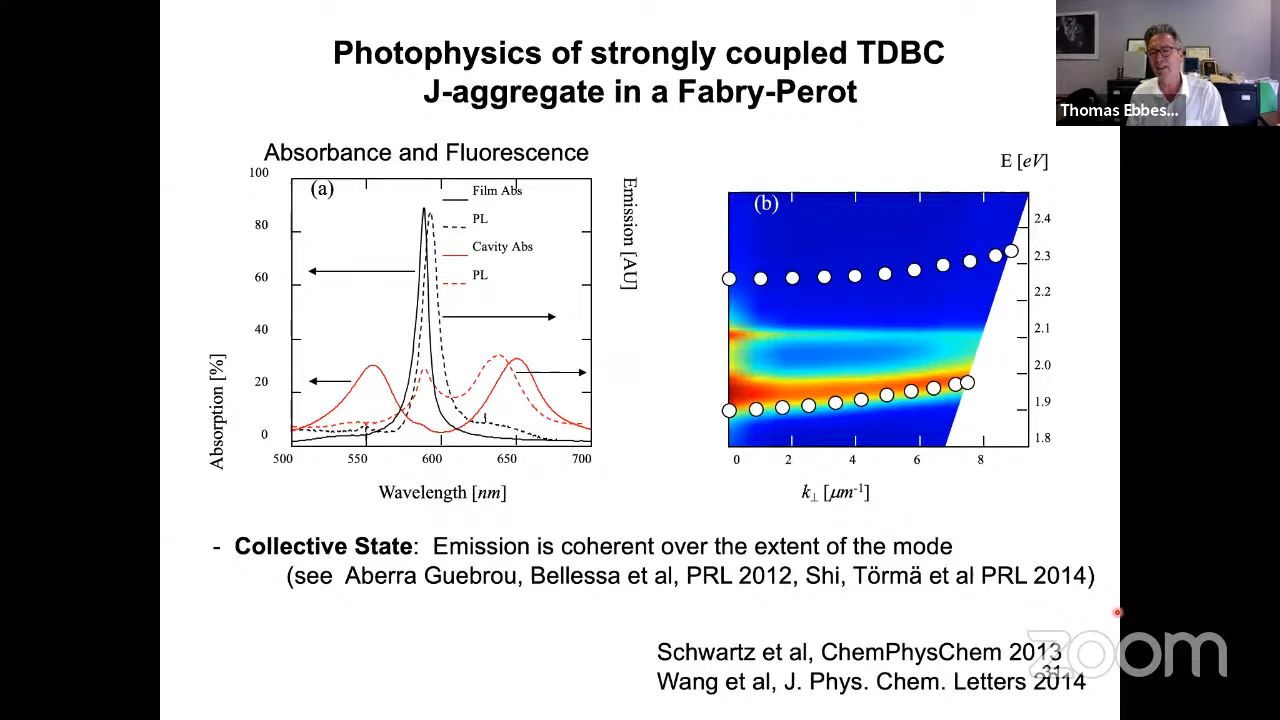 Photophysics of strongly coupled TDBC
J-aggregate in a Fabry-Perot
Thomas Ebbes...
Absorbance and Fluorescence
(a)
Film Abs
PL
Cavity Abs
PL
100
80
60
40
20
0
Absorption [%]
Emission [AU]
500 550 600 650 700
Wavelength [nm]
E [eV]
(b)
2.4
2.3
2.2
2.1
2.0
1.9
1.8
0 2 4 6 8
k⊥ [μm-1]
- Collective State: Emission is coherent over the extent of the mode
(see Aberra Guebrou, Bellessa et al, PRL 2012, Shi, Törmä et al PRL 2014)
Schwartz et al, ChemPhysChem 2013
31
Wang et al, J. Phys. Chem. Letters 2014
zoom